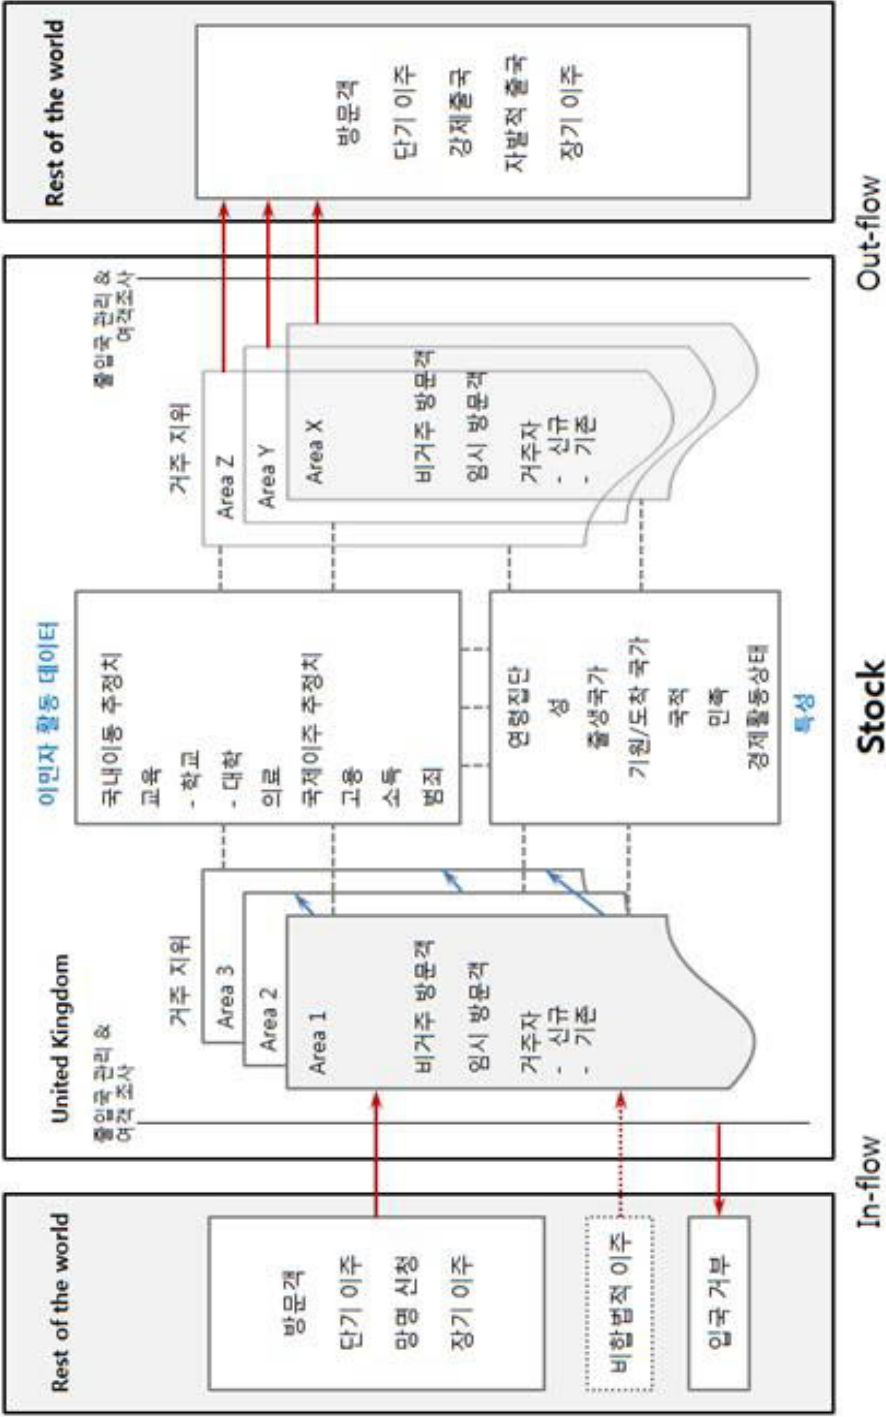 Rest of the world
방문객
단기 이주
망명 신청
장기 이주
비합법적 이주
입국 거부
In-flow
United Kingdom
출입국 관리 &
여객 조사
거주 지위
Area 3
Area 2
Area 1
비거주 방문객
임시 방문객
거주자
- 신규
- 기존
이민자 활동 데이터
국내이동 추정치
교육
- 학교
- 대학
의료
국제이주 추정치
고용
소득
범죄
연령집단
성
출생국가
기원/도착 국가
국적
민족
경제활동상태
특성
Stock
출입국 관리 &
여객조사
거주 지위
Area Z
Area Y
Area X
비거주 방문객
임시 방문객
거주자
- 신규
- 기존
Rest of the world
방문객
단기 이주
강제출국
자발적 출국
장기 이주
Out-flow